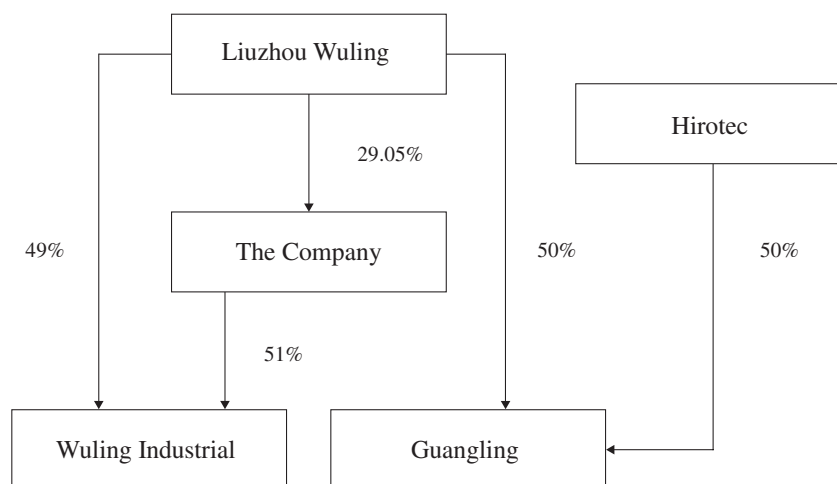 Liuzhou Wuling
Hirotec
29.05%
The Company
49%
50%
50%
51%
Wuling Industrial
Guangling